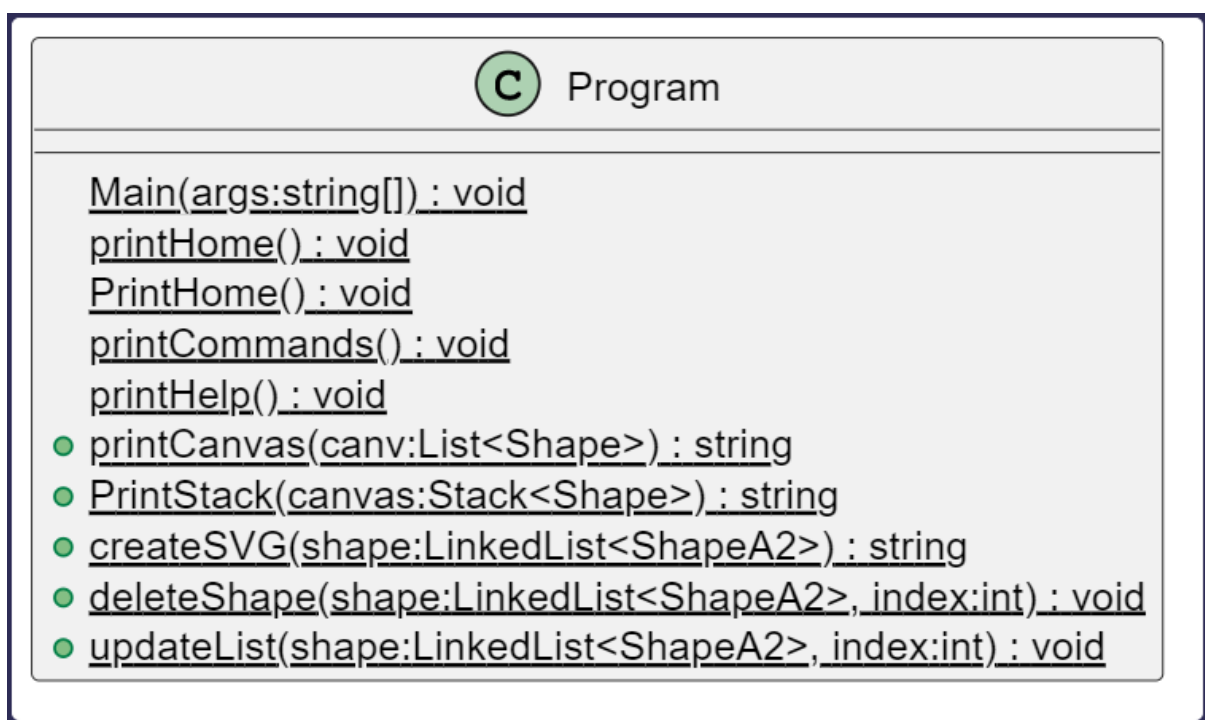 C Program
Main(args:string[]) : void
printHome() : void
PrintHome() : void
printCommands() : void
printHelp() : void
printCanvas(canv:List<Shape>) : string
PrintStack(canvas:Stack<Shape>) : string
createSVG(shape:LinkedList<ShapeA2>) : string
deleteShape(shape:LinkedList<ShapeA2>, index:int) : void
updateList(shape:LinkedList<ShapeA2>, index:int) : void